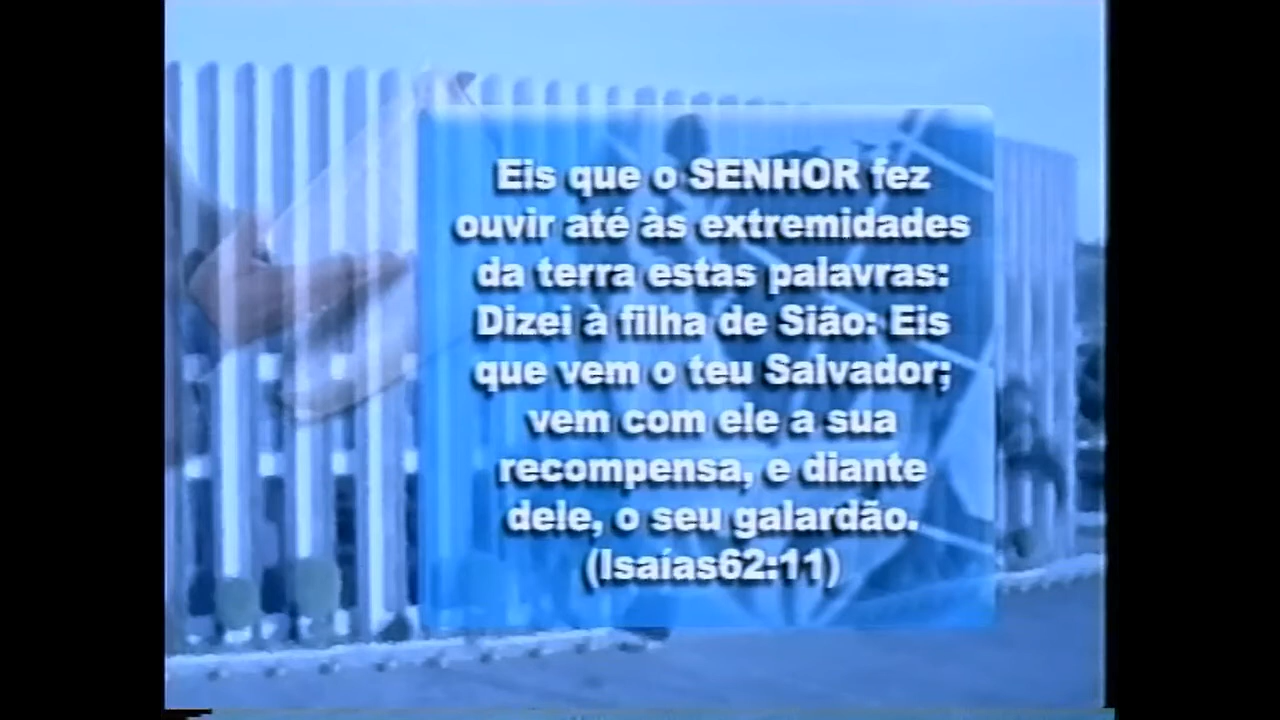 Eis que o SENHOR fez
ouvir até às extremidades
da terra estas palavras:
Dizei à filha de Sião: Eis
que vem o teu Salvador;
vem com ele a sua
recompensa, e diante
dele, o seu galardão.
(Isaías62:11)